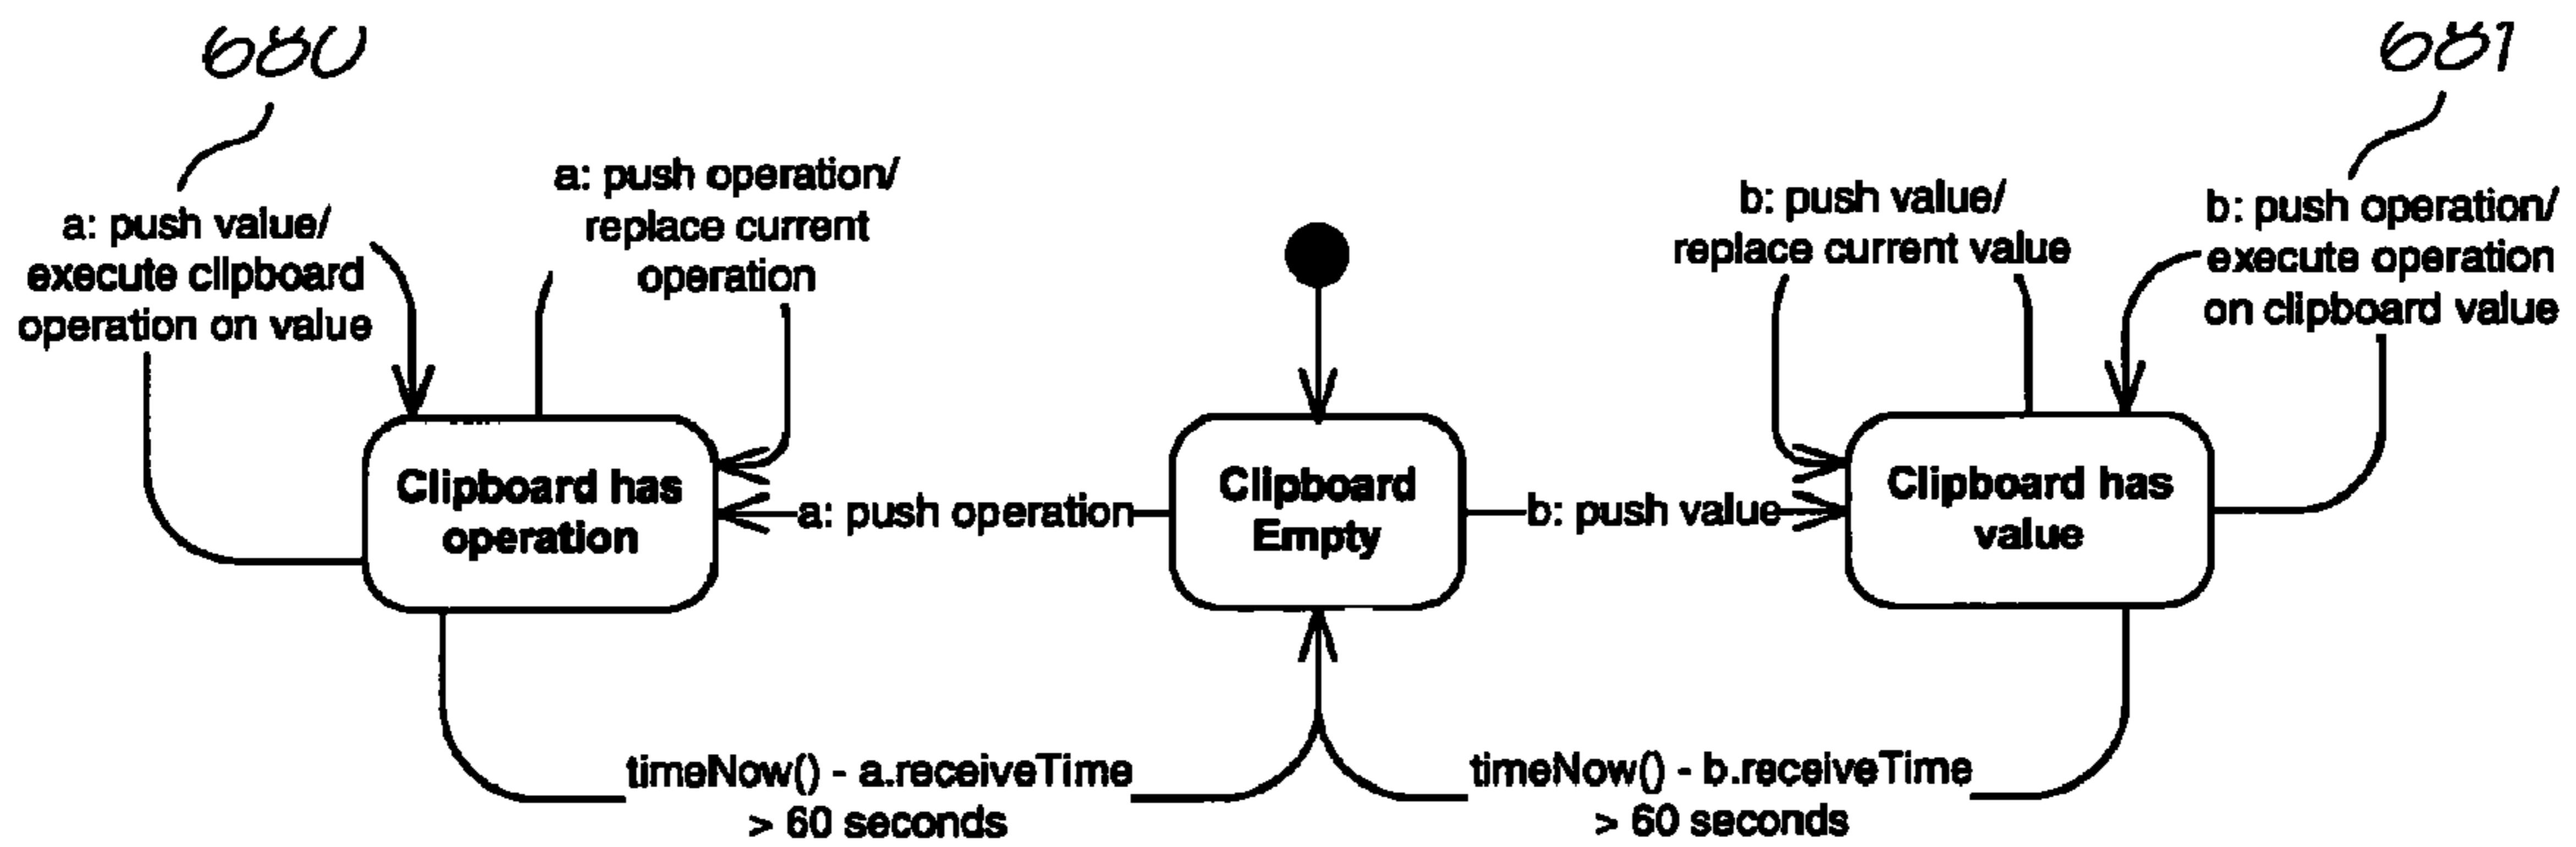 680
681
a: push value/
execute clipboard
operation on value
a: push operation/
replace current
operation
b: push value/
replace current value
b: push operation/
execute operation
on clipboard value
Clipboard has
operation
a: push operation
Clipboard
Empty
b: push value
Clipboard has
value
timeNow() - a.receiveTime
> 60 seconds
timeNow() - b.receiveTime
> 60 seconds